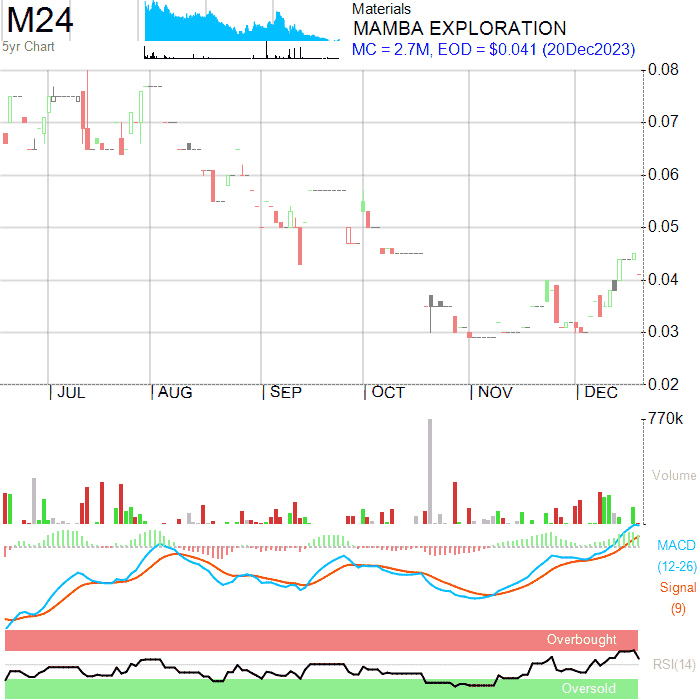 M24
5yr Chart
Materials
MAMBA EXPLORATION
MC = 2.7M, EOD = $0.041 (20Dec2023)
0.08
0.07
0.06
0.05
0.04
0.03
0.02
JUL AUG SEP OCT NOV DEC
770k
Volume
MACD
(12-26)
Signal
(9)
Overbought
RSI(14)
Oversold